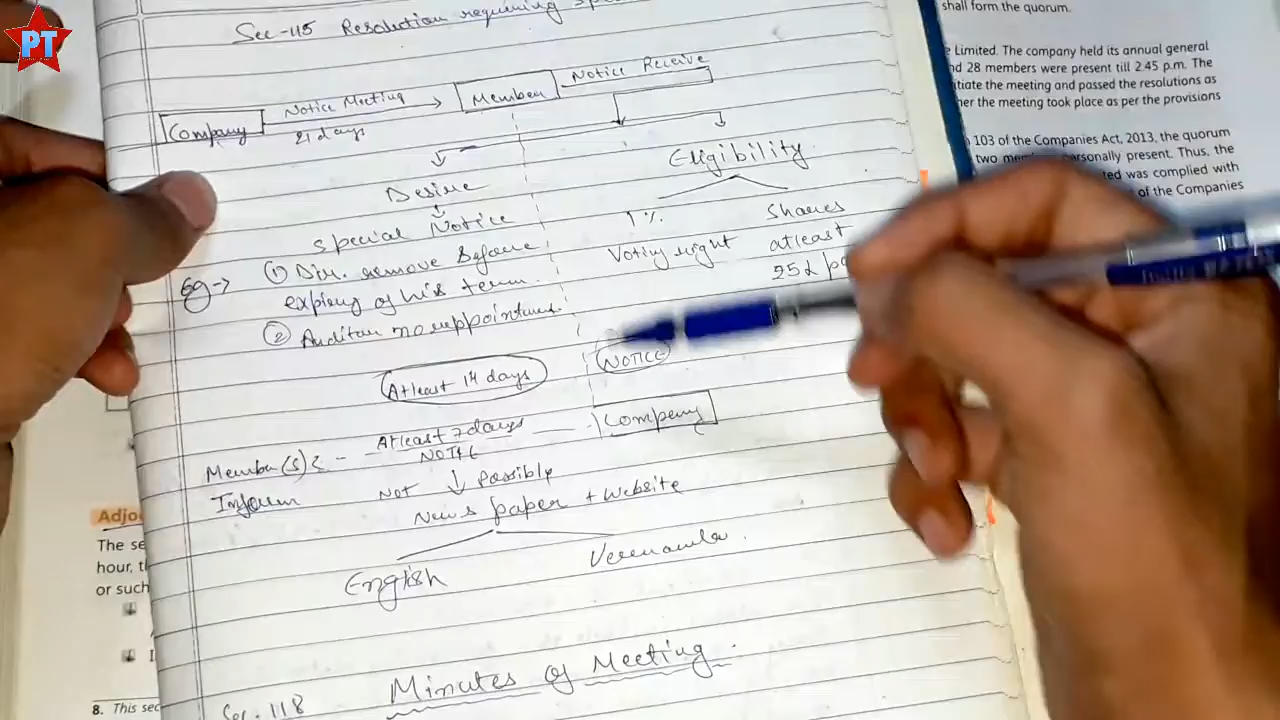 PT
Sec-115 Resolution requiring
Company
Notice Meeting
21 days
Member
Notice Receive
Desire
Special Notice
Eg →
① Dirr. remove before
expiry of his term.
② Auditor no reppointment.
Atleast 14 days
Eligibility
1%
Voting right
Shares
atleast
NOTICE
Company
Atleast 7 days
NOTICE
Member(s)
Inform
Not Possible
News paper + Website
English
Vernacular.
Sec. 118
Minutes of Meeting
shall form the quorum.
Limited. The company held its annual general
nd 28 members were present till 2.45 p.m. The
itiate the meeting and passed the resolutions as
her the meeting took place as per the provisions
103 of the Companies Act, 2013, the quorum
two personally present. Thus, the
ted was complied with
of the Companies
Adjo
The se
hour, t
or such
8. This sec